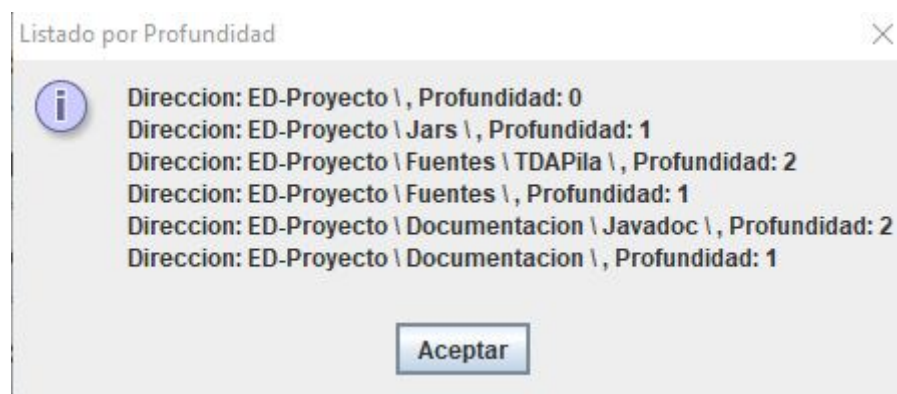 Listado por Profundidad
Direccion: ED-Proyecto \ , Profundidad: 0
Direccion: ED-Proyecto \ Jars \ , Profundidad: 1
Direccion: ED-Proyecto \ Fuentes \ TDAPila \ , Profundidad: 2
Direccion: ED-Proyecto \ Fuentes \ , Profundidad: 1
Direccion: ED-Proyecto \ Documentacion \ Javadoc \ , Profundidad: 2
Direccion: ED-Proyecto \ Documentacion \ , Profundidad: 1
Aceptar